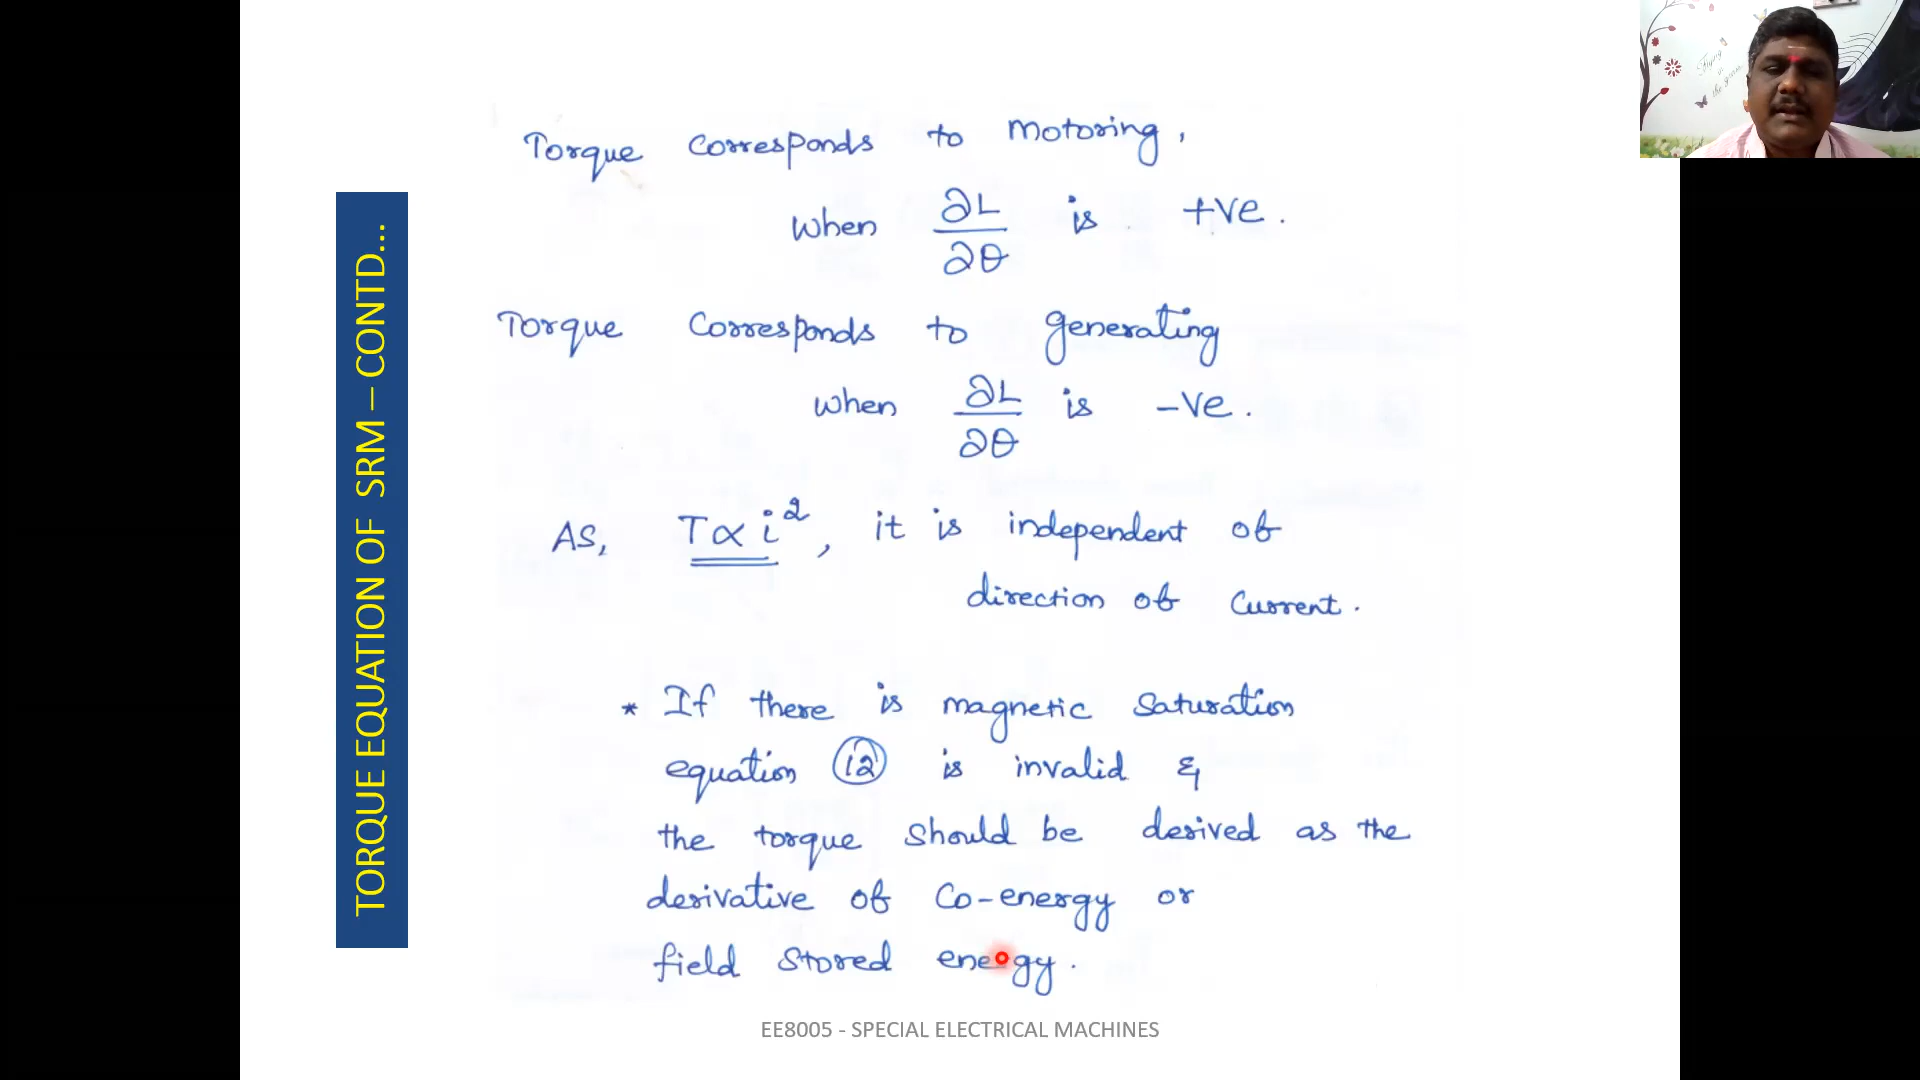 TORQUE EQUATION OF SRM – CONTD...
Torque corresponds to motoring,
when ∂L/∂θ is +ve.
Torque corresponds to generating
when ∂L/∂θ is -ve.
As, T∝i², it is independent of
direction of current.
* If there is magnetic saturation
equation (12) is invalid &
the torque should be derived as the
derivative of Co-energy or
field stored energy.
EE8005 - SPECIAL ELECTRICAL MACHINES